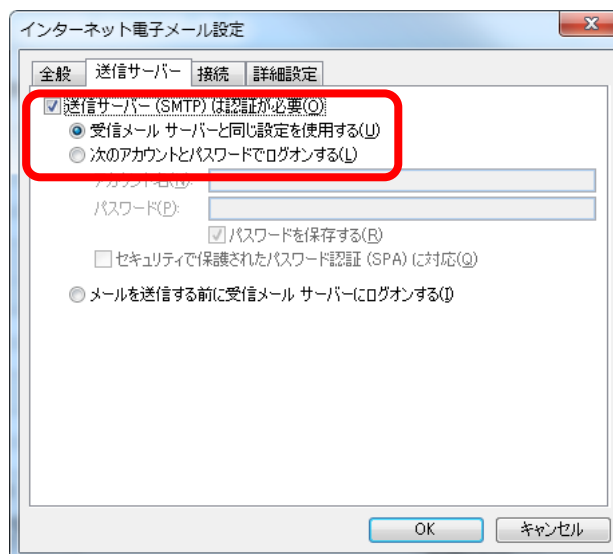 インターネット電子メール設定
全般 送信サーバー 接続 詳細設定
送信サーバー (SMTP) は認証が必要(O)
受信メール サーバーと同じ設定を使用する(U)
次のアカウントとパスワードでログオンする(L)
アカウント名(N):
パスワード(P):
パスワードを保存する(R)
セキュリティで保護されたパスワード認証 (SPA) に対応(Q)
メールを送信する前に受信メール サーバーにログオンする(I)
OK キャンセル